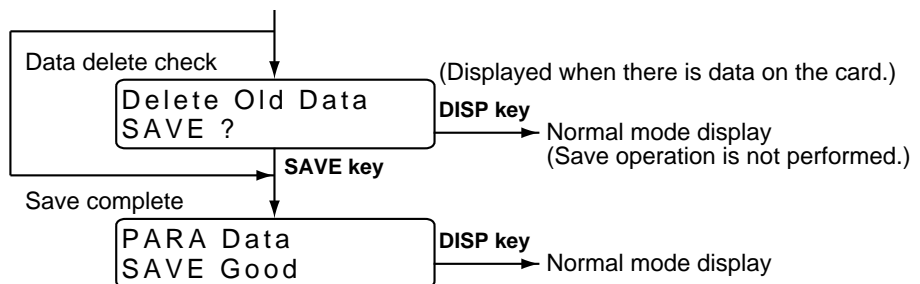 Data delete check
(Displayed when there is data on the card.)
Delete Old Data
SAVE ?
DISP key
Normal mode display
(Save operation is not performed.)
SAVE key
Save complete
PARA Data
SAVE Good
DISP key
Normal mode display